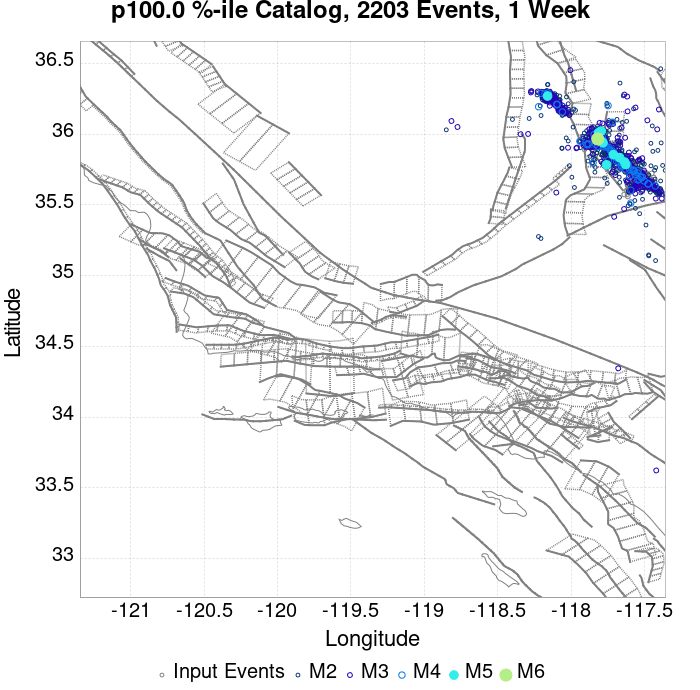 p100.0 %-ile Catalog, 2203 Events, 1 Week
36.5
36
35.5
35
34.5
34
33.5
33
Latitude
-121 -120.5 -120 -119.5 -119 -118.5 -118 -117.5
Longitude
Input Events M2 M3 M4 M5 M6